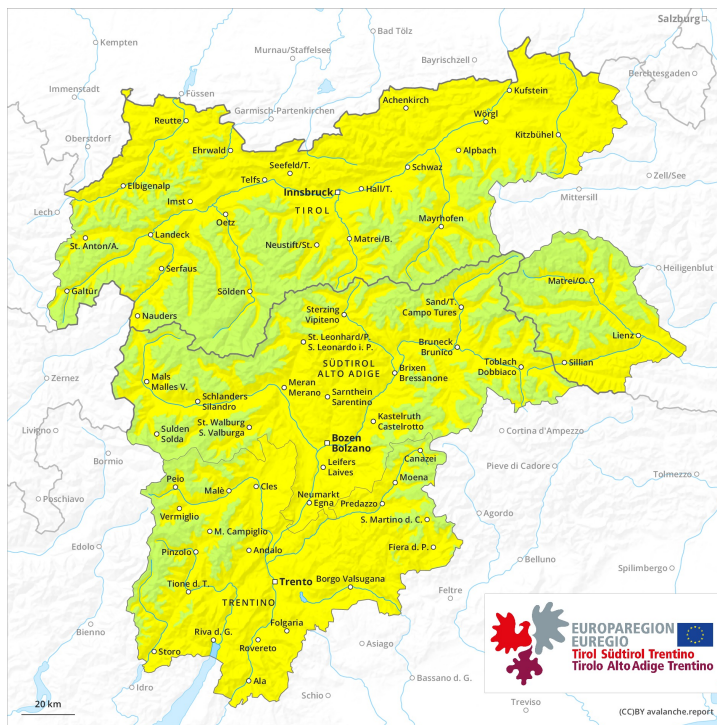 Salzburg
Kempten
Bad Tölz
Murnau/Staffelsee
Bayrischzell
Berchtesgaden
Immenstadt
Füssen
Kufstein
Achenkirch
Garmisch-Partenkirchen
Reutte
Wörgl
Oberstdorf
Ehrwald
Kitzbühel
Alpbach
Seefeld/T.
Schwaz
Zell/See
Telfs
Elbigenalp
Innsbruck
Hall/T.
Mittersill
Imst
Lech
TIROL
Oetz
Mayrhofen
St. Anton/A.
Landeck
Neustift/St.
Matrei/B.
Heiligenblut
Serfaus
Matrei/O.
Galtür
Sölden
Sand/T.
Campo Tures
Nauders
Sterzing
Vipiteno
Lienz
St. Leonhard/P.
S. Leonardo i. P.
Bruneck
Brunico
Toblach
Dobbiaco
Sillian
SÜDTIROL
ALTO ADIGE
Brixen
Bressanone
Zernez
Mals
Malles V.
Meran
Merano
Schlanders
Silandro
Sarnthein
Sarentino
Kastelruth
Castelrotto
Livigno
St. Walburg
S. Valburga
Sulden
Solda
Cortina d'Ampezzo
Bozen
Bolzano
Bormio
Canazei
Pieve di Cadore
Leifers
Laives
Tolmezzo
Peio
Moena
Poschiavo
Malè
Cles
Neumarkt
Egna
Predazzo
Vermiglio
Agordo
S. Martino d. C.
M. Campiglio
Edolo
Pinzolo
Andalo
Fiera d. P.
Belluno
Spilimbergo
Tione d. T.
Trento
Borgo Valsugana
Feltre
TRENTINO
Folgaria
Bienno
Riva d. G.
Rovereto
Asiago
Storo
Bassano d. G.
Ala
Idro
Schio
Treviso
EUROPAREGION
EUREGIO
Tirol Südtirol Trentino
Tirolo Alto Adige Trentino
20 km
(CC)BY avalanche.report